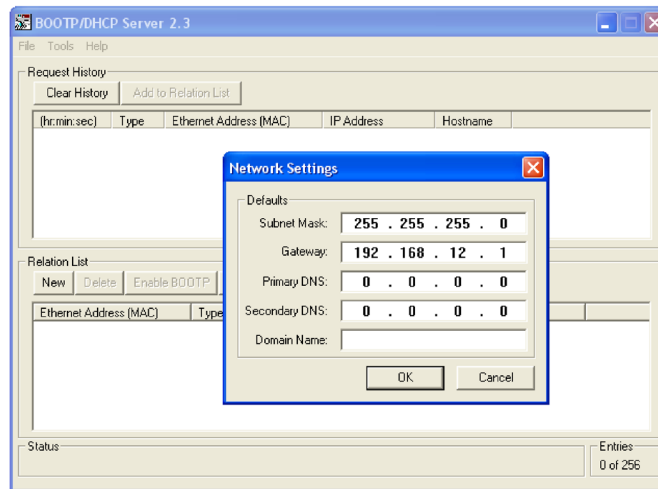 BOOTP/DHCP Server 2.3
File Tools Help
Request History
Clear History Add to Relation List
(hr:min:sec) Type Ethernet Address (MAC) IP Address Hostname
Network Settings
Defaults
Subnet Mask: 255 . 255 . 255 . 0
Gateway: 192 . 168 . 12 . 1
Primary DNS: 0 . 0 . 0 . 0
Secondary DNS: 0 . 0 . 0 . 0
Domain Name:
OK Cancel
Relation List
New Delete Enable BOOTP
Ethernet Address (MAC) Type
Status
Entries
0 of 256